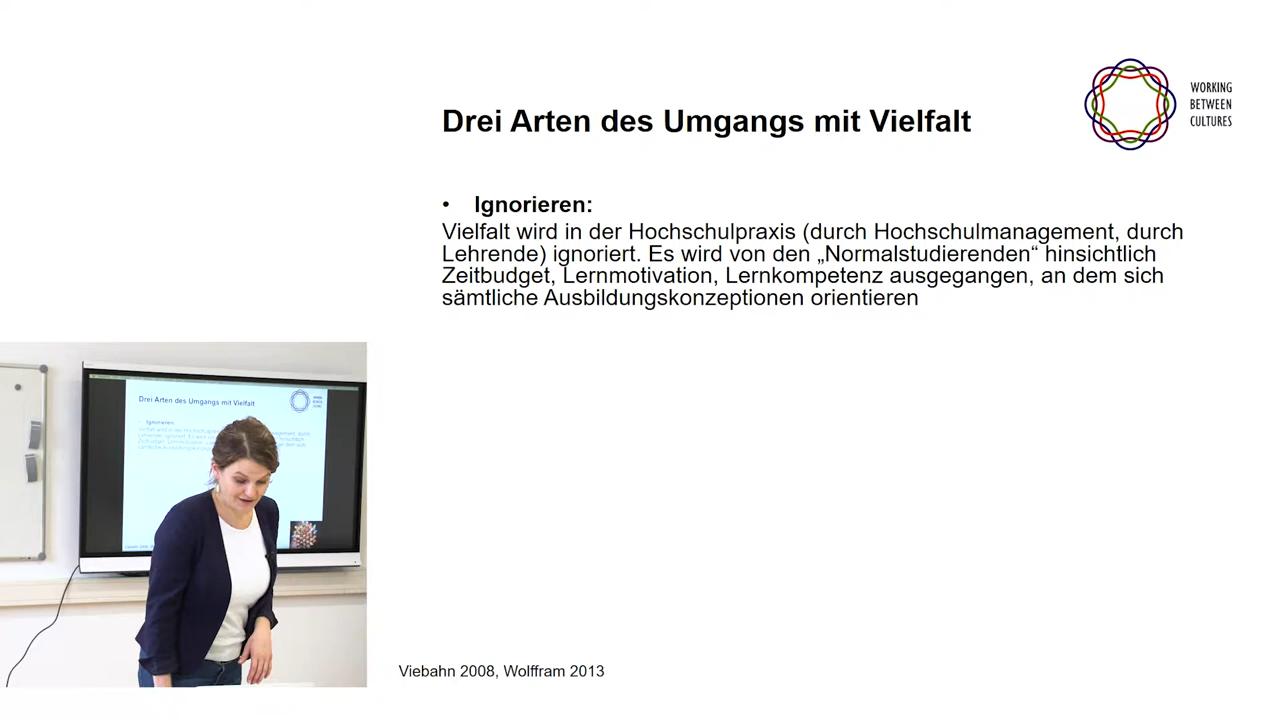 Drei Arten des Umgangs mit Vielfalt
WORKING
BETWEEN
CULTURES
• Ignorieren:
Vielfalt wird in der Hochschulpraxis (durch Hochschulmanagement, durch
Lehrende) ignoriert. Es wird von den „Normalstudierenden“ hinsichtlich
Zeitbudget, Lernmotivation, Lernkompetenz ausgegangen, an dem sich
sämtliche Ausbildungskonzeptionen orientieren
Drei Arten des Umgangs mit Vielfalt
Ignorieren:
Viebahn 2008, Wolffram 2013